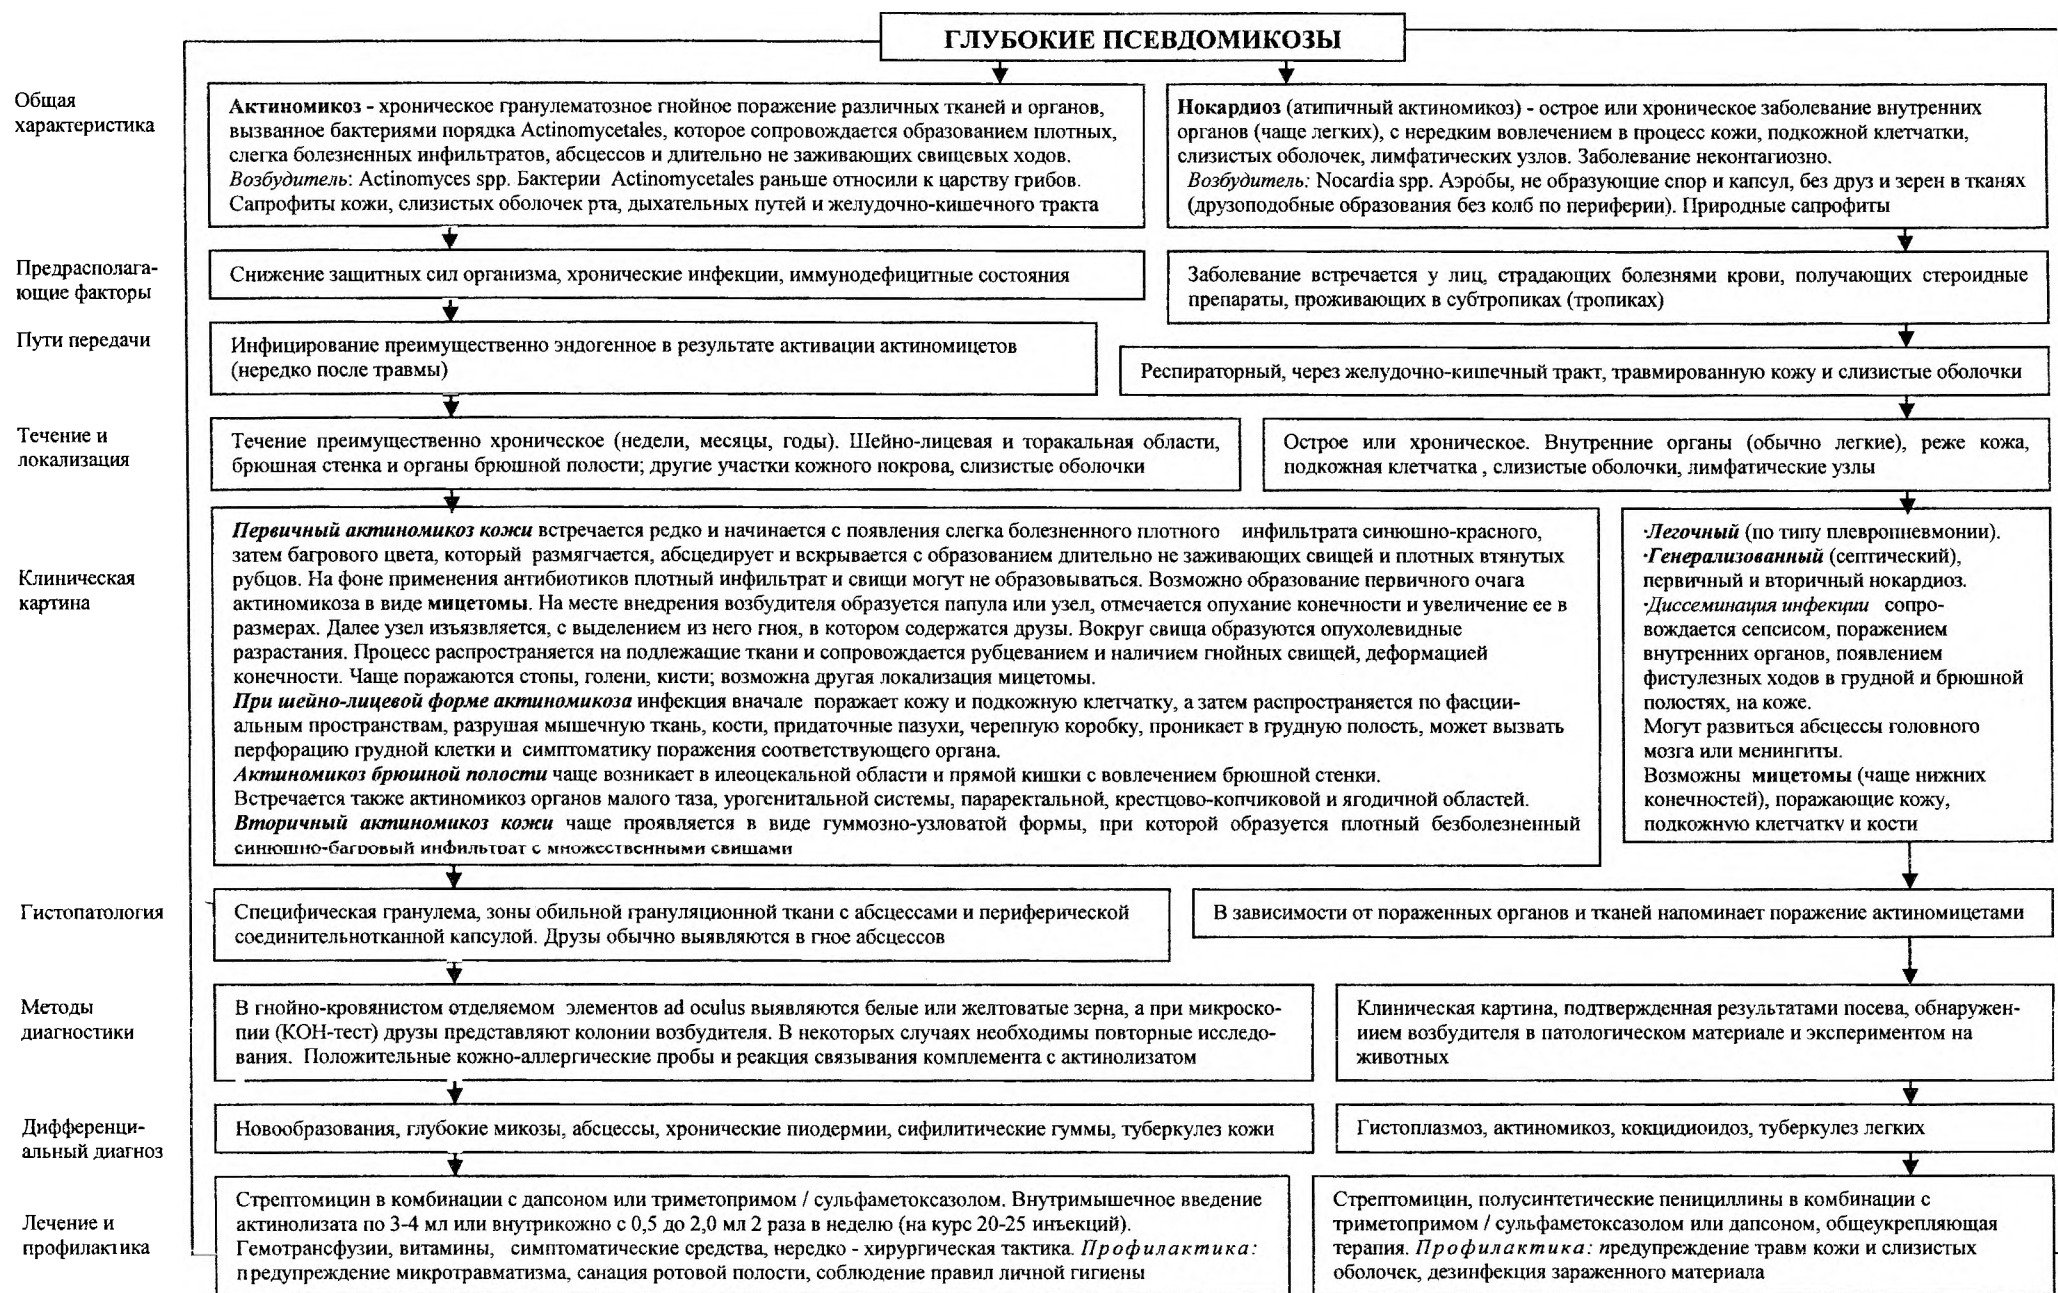 ГЛУБОКИЕ ПСЕВДОМИКОЗЫ
Общая
характеристика
Актиномикоз - хроническое гранулематозное гнойное поражение различных тканей и органов,
вызванное бактериями порядка Actinomycetales, которое сопровождается образованием плотных,
слегка болезненных инфильтратов, абсцессов и длительно не заживающих свищевых ходов.
Возбудитель: Actinomyces spp. Бактерии Actinomycetales раньше относили к царству грибов.
Сапрофиты кожи, слизистых оболочек рта, дыхательных путей и желудочно-кишечного тракта
Нокардиоз (атипичный актиномикоз) - острое или хроническое заболевание внутренних
органов (чаще легких), с нередким вовлечением в процесс кожи, подкожной клетчатки,
слизистых оболочек, лимфатических узлов. Заболевание неконтагиозно.
Возбудитель: Nocardia spp. Аэробы, не образующие спор и капсул, без друз и зерен в тканях
(друзоподобные образования без колб по периферии). Природные сапрофиты
Предрасполага-
ющие факторы
Снижение защитных сил организма, хронические инфекции, иммунодефицитные состояния
Заболевание встречается у лиц, страдающих болезнями крови, получающих стероидные
препараты, проживающих в субтропиках (тропиках)
Пути передачи
Инфицирование преимущественно эндогенное в результате активации актиномицетов
(нередко после травмы)
Респираторный, через желудочно-кишечный тракт, травмированную кожу и слизистые оболочки
Течение и
локализация
Течение преимущественно хроническое (недели, месяцы, годы). Шейно-лицевая и торакальная области,
брюшная стенка и органы брюшной полости; другие участки кожного покрова, слизистые оболочки
Острое или хроническое. Внутренние органы (обычно легкие), реже кожа,
подкожная клетчатка , слизистые оболочки, лимфатические узлы
Клиническая
картина
Первичный актиномикоз кожи встречается редко и начинается с появления слегка болезненного плотного инфильтрата синюшно-красного,
затем багрового цвета, который размягчается, абсцедирует и вскрывается с образованием длительно не заживающих свищей и плотных втянутых
рубцов. На фоне применения антибиотиков плотный инфильтрат и свищи могут не образовываться. Возможно образование первичного очага
актиномикоза в виде мицетомы. На месте внедрения возбудителя образуется папула или узел, отмечается опухание конечности и увеличение ее в
размерах. Далее узел изъязвляется, с выделением из него гноя, в котором содержатся друзы. Вокруг свища образуются опухолевидные
разрастания. Процесс распространяется на подлежащие ткани и сопровождается рубцеванием и наличием гнойных свищей, деформацией
конечности. Чаще поражаются стопы, голени, кисти; возможна другая локализация мицетомы.
При шейно-лицевой форме актиномикоза инфекция вначале поражает кожу и подкожную клетчатку, а затем распространяется по фасции-
альным пространствам, разрушая мышечную ткань, кости, придаточные пазухи, черепную коробку, проникает в грудную полость, может вызвать
перфорацию грудной клетки и симптоматику поражения соответствующего органа.
Актиномикоз брюшной полости чаще возникает в илеоцекальной области и прямой кишки с вовлечением брюшной стенки.
Встречается также актиномикоз органов малого таза, урогенитальной системы, параректальной, крестцово-копчиковой и ягодичной областей.
Вторичный актиномикоз кожи чаще проявляется в виде гуммозно-узловатой формы, при которой образуется плотный безболезненный
синюшно-багровый инфильтрат с множественными свищами
·Легочный (по типу плевропневмонии).
·Генерализованный (септический),
первичный и вторичный нокардиоз.
·Диссеминация инфекции сопро-
вождается сепсисом, поражением
внутренних органов, появлением
фистулезных ходов в грудной и брюшной
полостях, на коже.
Могут развиться абсцессы головного
мозга или менингиты.
Возможны мицетомы (чаще нижних
конечностей), поражающие кожу,
подкожную клетчатку и кости
Гистопатология
Специфическая гранулема, зоны обильной грануляционной ткани с абсцессами и периферической
соединительнотканной капсулой. Друзы обычно выявляются в гное абсцессов
В зависимости от пораженных органов и тканей напоминает поражение актиномицетами
Методы
диагностики
В гнойно-кровянистом отделяемом элементов ad oculus выявляются белые или желтоватые зерна, а при микроско-
пии (КОН-тест) друзы представляют колонии возбудителя. В некоторых случаях необходимы повторные исследо-
вания. Положительные кожно-аллергические пробы и реакция связывания комплемента с актинолизатом
Клиническая картина, подтвержденная результатами посева, обнаружен-
иием возбудителя в патологическом материале и экспериментом на
животных
Дифференци-
альный диагноз
Новообразования, глубокие микозы, абсцессы, хронические пиодермии, сифилитические гуммы, туберкулез кожи
Гистоплазмоз, актиномикоз, кокцидиоидоз, туберкулез легких
Лечение и
профилактика
Стрептомицин в комбинации с дапсоном или триметопримом / сульфаметоксазолом. Внутримышечное введение
актинолизата по 3-4 мл или внутрикожно с 0,5 до 2,0 мл 2 раза в неделю (на курс 20-25 инъекций).
Гемотрансфузии, витамины, симптоматические средства, нередко - хирургическая тактика. Профилактика:
предупреждение микротравматизма, санация ротовой полости, соблюдение правил личной гигиены
Стрептомицин, полусинтетические пенициллины в комбинации с
триметопримом / сульфаметоксазолом или дапсоном, общеукрепляющая
терапия. Профилактика: предупреждение травм кожи и слизистых
оболочек, дезинфекция зараженного материала